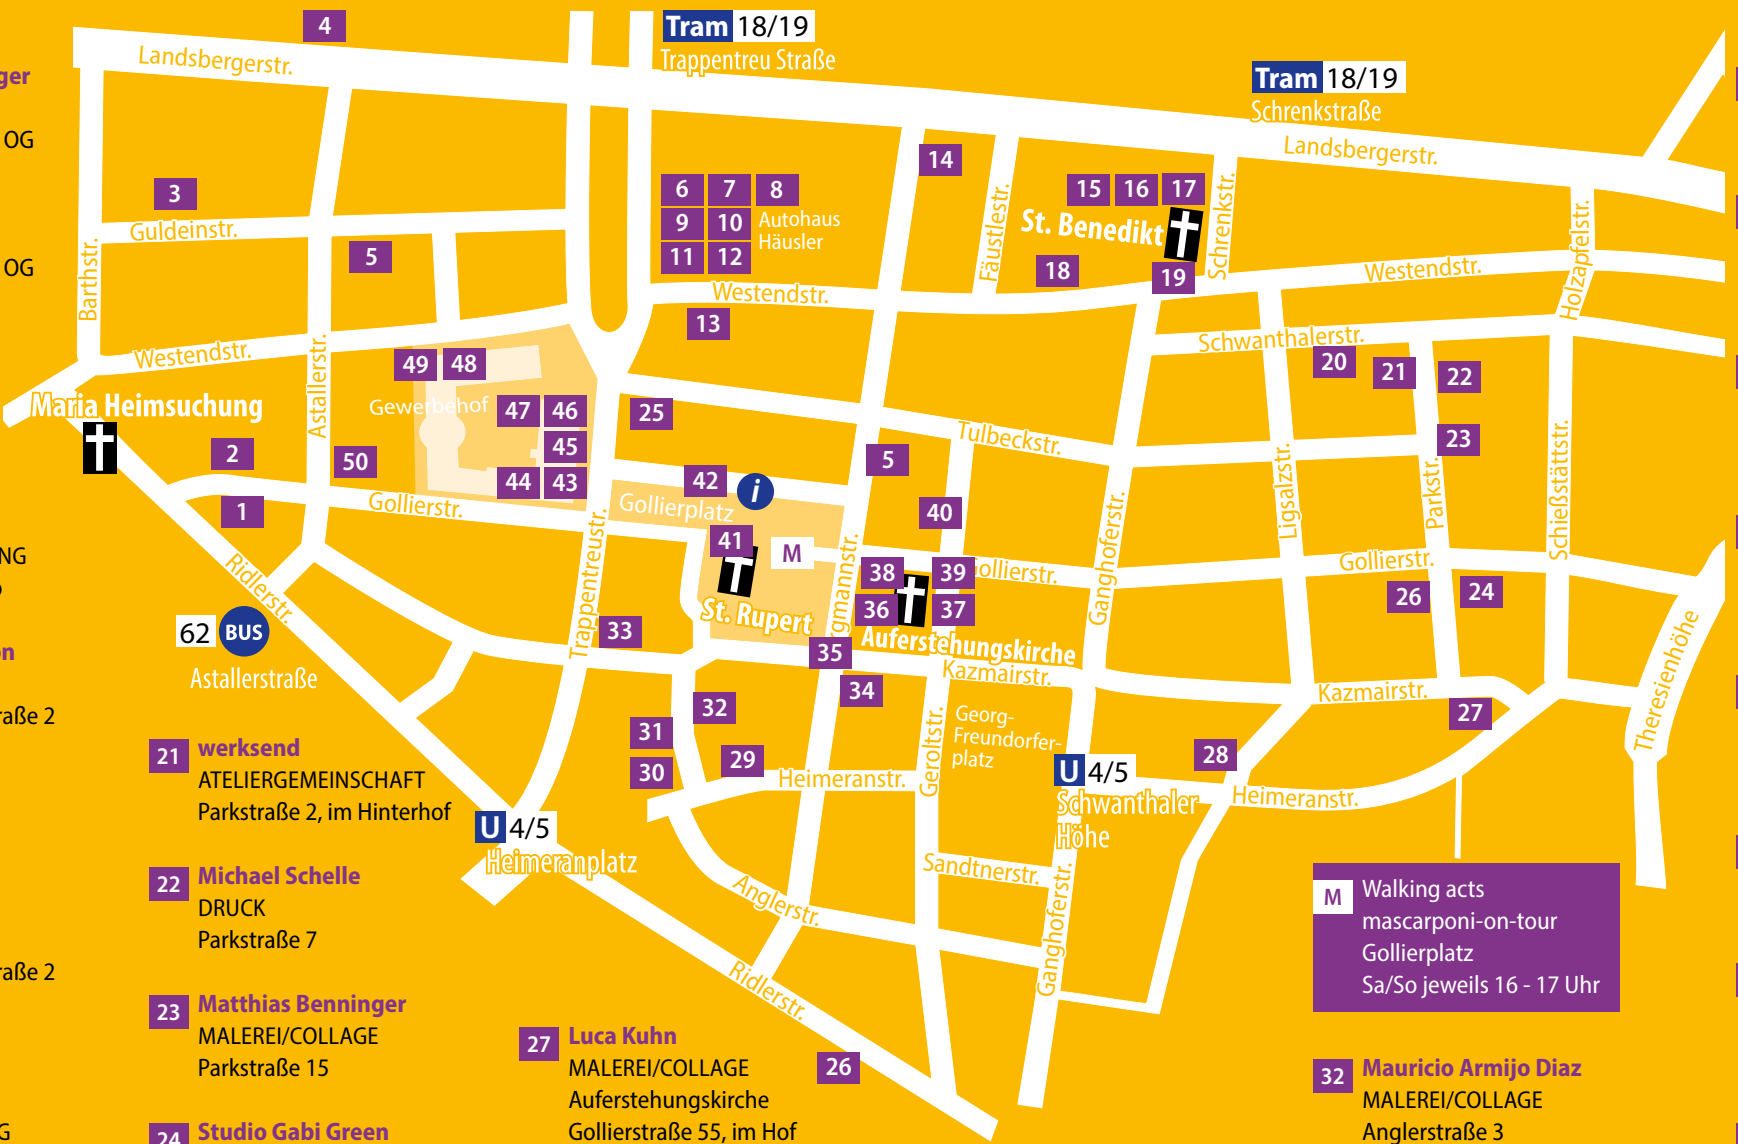 4
Tram 18/19
Trappentreu Straße
Landsbergerstr.
Tram 18/19
Schrenkstraße
Landsbergerstr.
ger
OG
OG
NG
on
raße 2
raße 2
G
3
Guldeinstr.
Barthstr.
5
6 7 8
9 10 Autohaus
11 12 Häusler
14
Fäustlestr.
15 16 17
St. Benedikt
Schrenkstr.
18
19
Holzapfelstr.
Westendstr.
Westendstr.
13
Westendstr.
Astallerstr.
Schwanthalerstr.
20
21
22
23
49 48
Gewerbehof
47 46
45
44 43
25
Maria Heimsuchung
2
50
1
Gollierstr.
Tulbeckstr.
5
42
i
Gollierplatz
40
41
M
St. Rupert
Bergmannstr.
38 39
36 37
Gollierstr.
Auferstehungskirche
Ganghoferstr.
Ligsalzstr.
Parkstr.
Schießstättstr.
Gollierstr.
26
24
Ridlerstr.
62 BUS
Astallerstraße
Trappentreustr.
33
35
34
Kazmairstr.
Kazmairstr.
27
Theresienhöhe
32
31
30
29
Heimeranstr.
Geroltstr.
Georg-
Freundorfer-
platz
U 4/5
Schwanthaler
Höhe
28
Heimeranstr.
U 4/5
Heimeranplatz
Sandtnerstr.
Anglerstr.
Ganghoferstr.
Ridlerstr.
26
21 werksend
ATELIERGEMEINSCHAFT
Parkstraße 2, im Hinterhof
22 Michael Schelle
DRUCK
Parkstraße 7
23 Matthias Benninger
MALEREI/COLLAGE
Parkstraße 15
24 Studio Gabi Green
27 Luca Kuhn
MALEREI/COLLAGE
Auferstehungskirche
Gollierstraße 55, im Hof
M Walking acts
mascarponi-on-tour
Gollierplatz
Sa/So jeweils 16 - 17 Uhr
32 Mauricio Armijo Diaz
MALEREI/COLLAGE
Anglerstraße 3